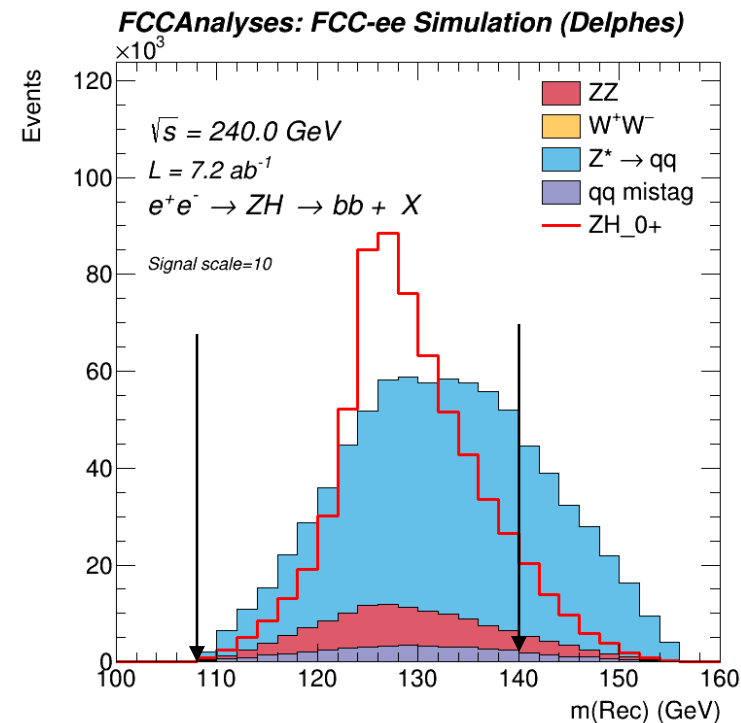 FCCAnalyses: FCC-ee Simulation (Delphes)
×10³
Events
120
100
80
60
40
20
0
√s = 240.0 GeV
L = 7.2 ab⁻¹
e⁺e⁻ → ZH → bb + X
Signal scale=10
ZZ
W⁺W⁻
Z* → qq
qq mistag
ZH_0+
100 110 120 130 140 150 160
m(Rec) (GeV)